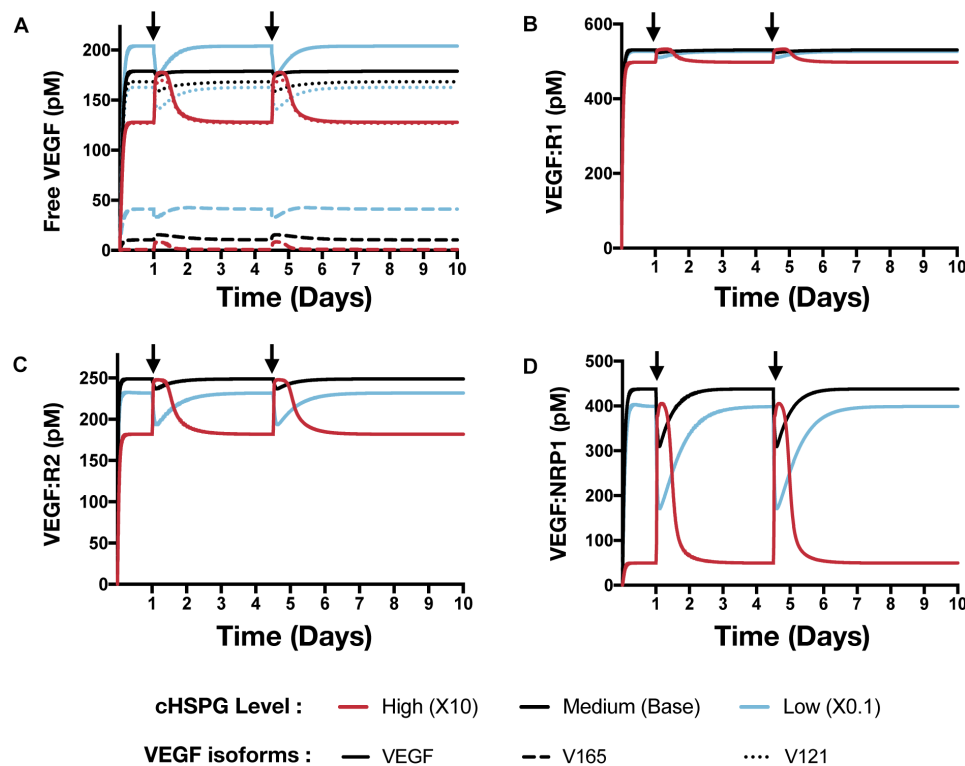 A
Free VEGF (pM)
200
150
100
50
0
1 2 3 4 5 6 7 8 9 10
Time (Days)
B
VEGF:R1 (pM)
600
400
200
0
1 2 3 4 5 6 7 8 9 10
Time (Days)
C
VEGF:R2 (pM)
250
200
150
100
50
0
1 2 3 4 5 6 7 8 9 10
Time (Days)
D
VEGF:NRP1 (pM)
500
400
300
200
100
0
1 2 3 4 5 6 7 8 9 10
Time (Days)
cHSPG Level : High (X10) Medium (Base) Low (X0.1)
VEGF isoforms : VEGF V165 V121